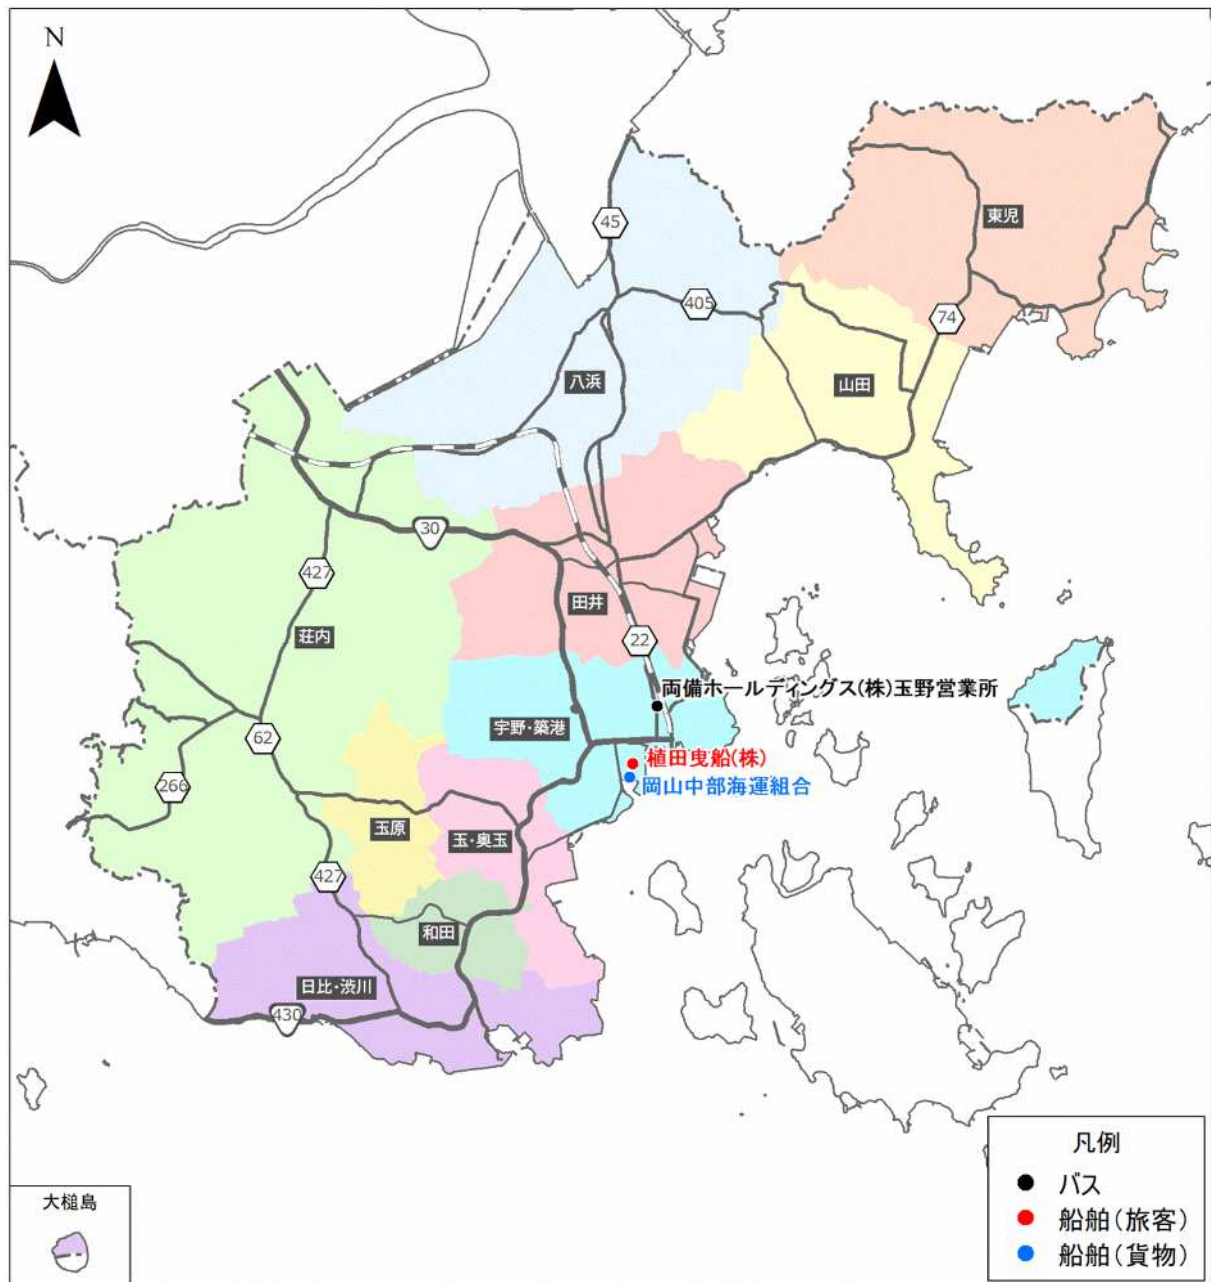 N
45
東児
405
74
八浜
山田
30
427
田井
荘内
22
両備ホールディングス(株)玉野営業所
宇野・築港
62
植田曳船(株)
岡山中部海運組合
266
玉原
玉・奥玉
427
和田
日比・渋川
430
凡例
バス
船舶(旅客)
船舶(貨物)
大槌島